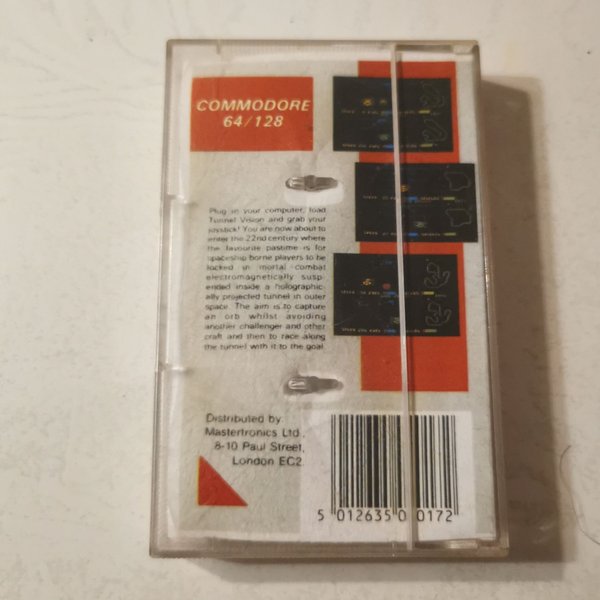 COMMODORE
64/128
Plug in your computer, load
Tunnel Vision and grab your
joystick! You are now about to
enter the 22nd century where
the favourite pastime is for
spaceship borne players to be
locked in mortal combat
electromagnetically susp-
ended inside a holographic-
ally projected tunnel in outer
space. The aim is to capture
an orb whilst avoiding
another challenger and other
craft and then to race along
the tunnel with it to the goal.
Distributed by:
Mastertronics Ltd.,
8-10 Paul Street,
London EC2.
5 012635 000172